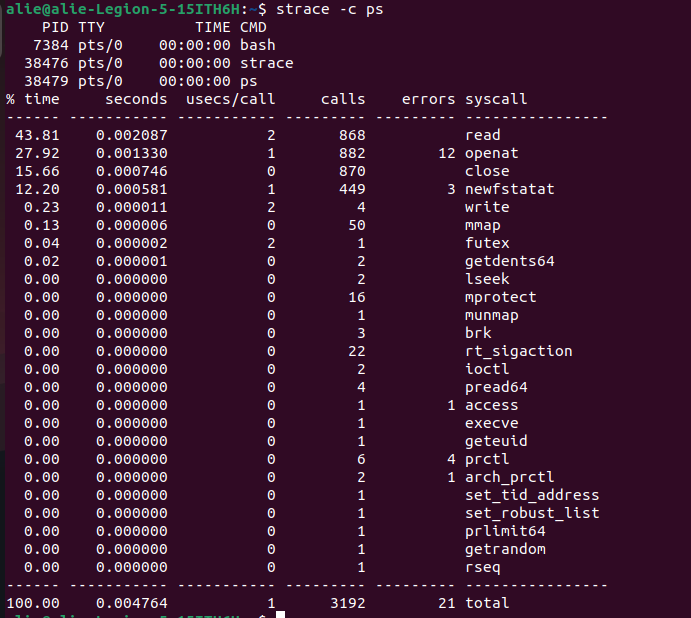 alie@alie-Legion-5-15ITH6H:~$ strace -c ps
    PID TTY          TIME CMD
   7384 pts/0    00:00:00 bash
  38476 pts/0    00:00:00 strace
  38479 pts/0    00:00:00 ps
% time     seconds  usecs/call     calls    errors syscall
------ ----------- ----------- --------- --------- ----------------
 43.81    0.002087           2       868           read
 27.92    0.001330           1       882        12 openat
 15.66    0.000746           0       870           close
 12.20    0.000581           1       449         3 newfstatat
  0.23    0.000011           2         4           write
  0.13    0.000006           0        50           mmap
  0.04    0.000002           2         1           futex
  0.02    0.000001           0         2           getdents64
  0.00    0.000000           0         2           lseek
  0.00    0.000000           0        16           mprotect
  0.00    0.000000           0         1           munmap
  0.00    0.000000           0         3           brk
  0.00    0.000000           0        22           rt_sigaction
  0.00    0.000000           0         2           ioctl
  0.00    0.000000           0         4           pread64
  0.00    0.000000           0         1         1 access
  0.00    0.000000           0         1           execve
  0.00    0.000000           0         1           geteuid
  0.00    0.000000           0         6         4 prctl
  0.00    0.000000           0         2         1 arch_prctl
  0.00    0.000000           0         1           set_tid_address
  0.00    0.000000           0         1           set_robust_list
  0.00    0.000000           0         1           prlimit64
  0.00    0.000000           0         1           getrandom
  0.00    0.000000           0         1           rseq
------ ----------- ----------- --------- --------- ----------------
100.00    0.004764           1      3192        21 total
alie@alie-Legion-5-15ITH6H:~$